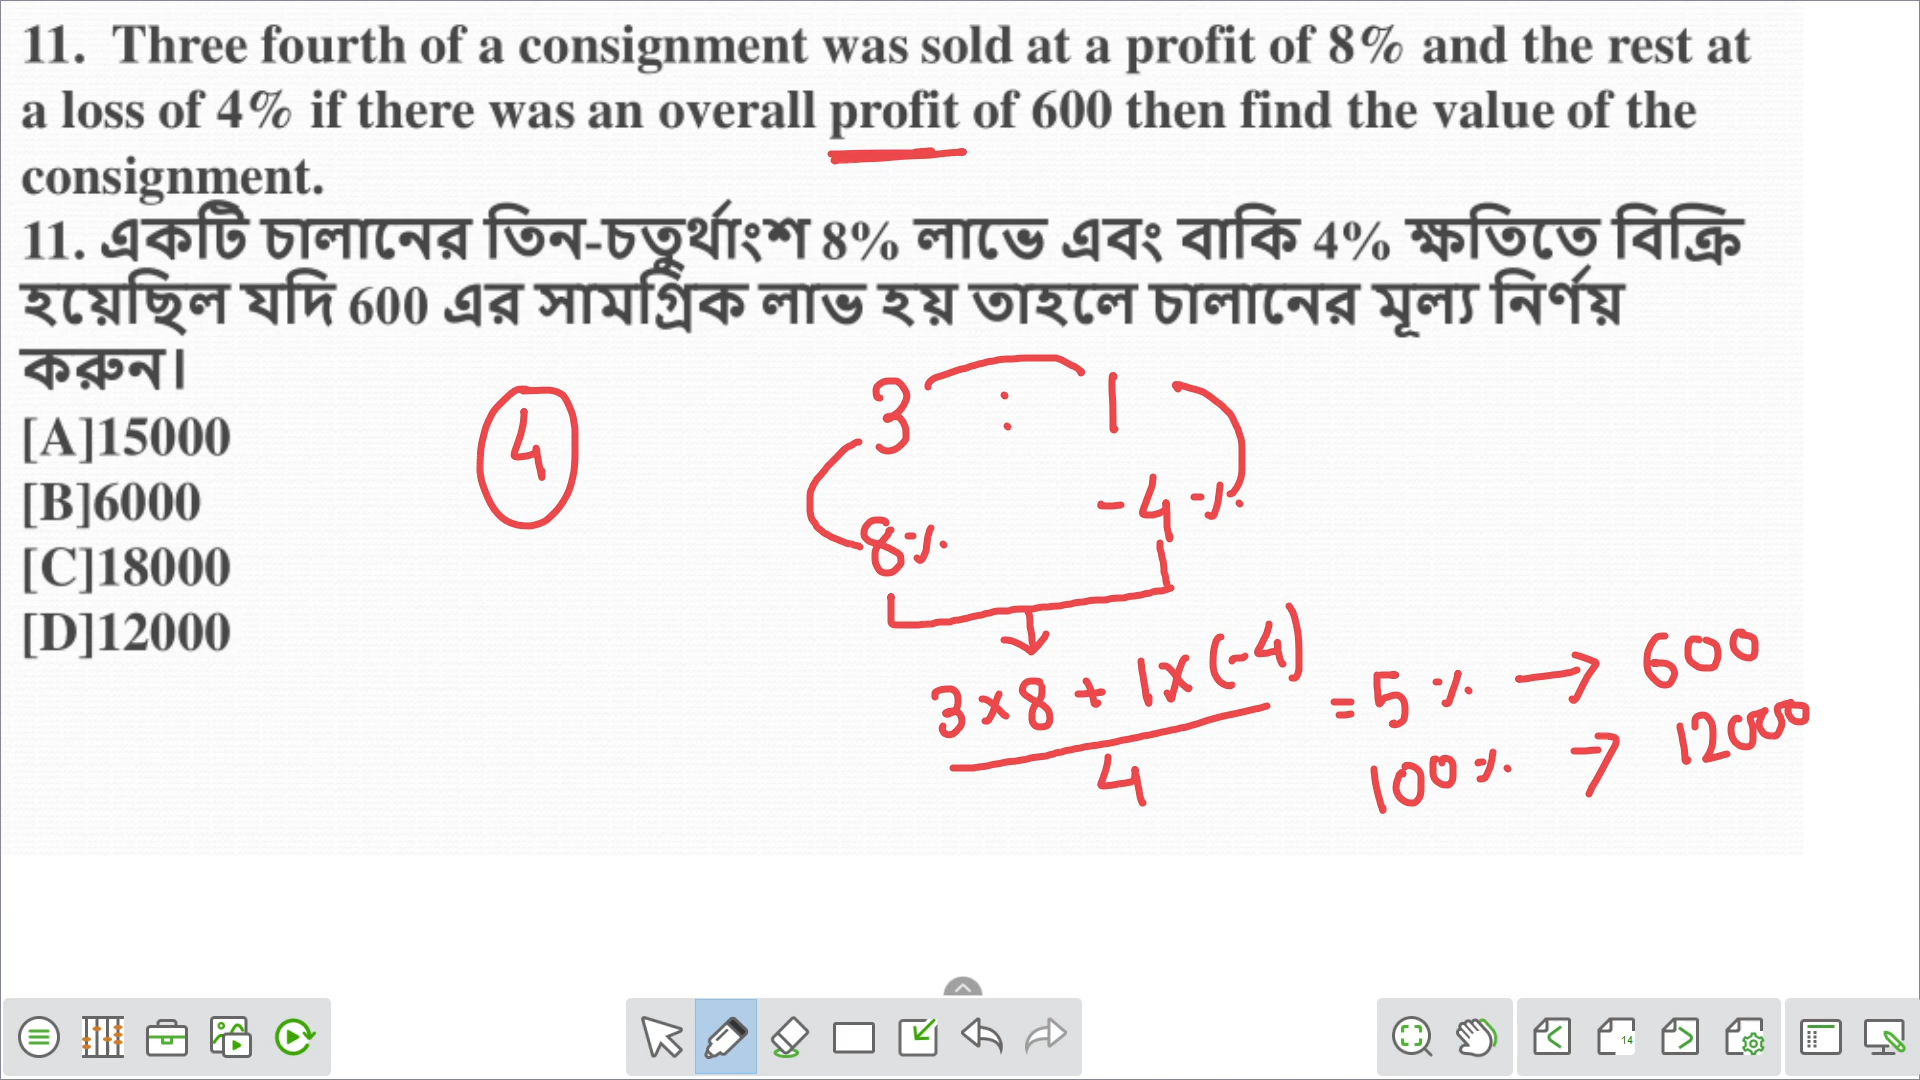 11. Three fourth of a consignment was sold at a profit of 8% and the rest at
a loss of 4% if there was an overall profit of 600 then find the value of the
consignment.
11. একটি চালানের তিন-চতুর্থাংশ 8% লাভে এবং বাকি 4% ক্ষতিতে বিক্রি
হয়েছিল যদি 600 এর সামগ্রিক লাভ হয় তাহলে চালানের মূল্য নির্ণয়
করুন।
[A]15000
[B]6000
[C]18000
[D]12000
4
3 : 1
8% -4%
3 x 8 + 1 x (-4)
4
= 5% → 600
100% → 12000
14